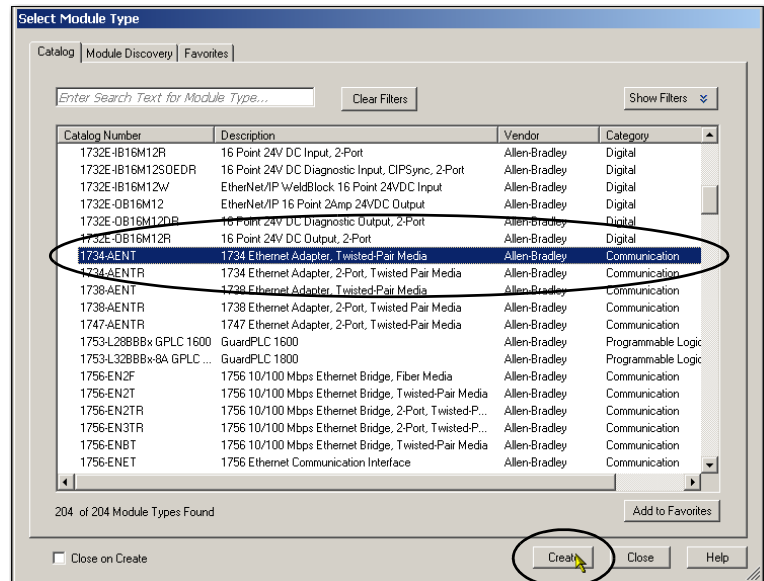 Select Module Type
Catalog Module Discovery Favorites
Enter Search Text for Module Type... Clear Filters Show Filters
Catalog Number Description Vendor Category
1732E-IB16M12R 16 Point 24V DC Input, 2-Port Allen-Bradley Digital
1732E-IB16M12SOEDR 16 Point 24V DC Diagnostic Input, CIPSync, 2-Port Allen-Bradley Digital
1732E-IB16M12W EtherNet/IP WeldBlock 16 Point 24VDC Input Allen-Bradley Digital
1732E-OB16M12 EtherNet/IP 16 Point 2Amp 24VDC Output Allen-Bradley Digital
1732E-OB16M12DR 16 Point 24V DC Diagnostic Output, 2-Port Allen-Bradley Digital
1732E-OB16M12R 16 Point 24V DC Output, 2-Port Allen-Bradley Digital
1734-AENT 1734 Ethernet Adapter, Twisted-Pair Media Allen-Bradley Communication
1734-AENTR 1734 Ethernet Adapter, 2-Port, Twisted Pair Media Allen-Bradley Communication
1738-AENT 1738 Ethernet Adapter, Twisted-Pair Media Allen-Bradley Communication
1738-AENTR 1738 Ethernet Adapter, 2-Port, Twisted-Pair Media Allen-Bradley Communication
1747-AENTR 1747 Ethernet Adapter, 2-Port, Twisted-Pair Media Allen-Bradley Communication
1753-L28BBBx GPLC 1600 GuardPLC 1600 Allen-Bradley Programmable Logic
1753-L32BBBx-8A GPLC ... GuardPLC 1800 Allen-Bradley Programmable Logic
1756-EN2F 1756 10/100 Mbps Ethernet Bridge, Fiber Media Allen-Bradley Communication
1756-EN2T 1756 10/100 Mbps Ethernet Bridge, Twisted-Pair Media Allen-Bradley Communication
1756-EN2TR 1756 10/100 Mbps Ethernet Bridge, 2-Port, Twisted-P... Allen-Bradley Communication
1756-EN3TR 1756 10/100 Mbps Ethernet Bridge, 2-Port, Twisted-P... Allen-Bradley Communication
1756-ENBT 1756 10/100 Mbps Ethernet Bridge, Twisted-Pair Media Allen-Bradley Communication
1756-ENET 1756 Ethernet Communication Interface Allen-Bradley Communication
204 of 204 Module Types Found Add to Favorites
Close on Create Create Close Help